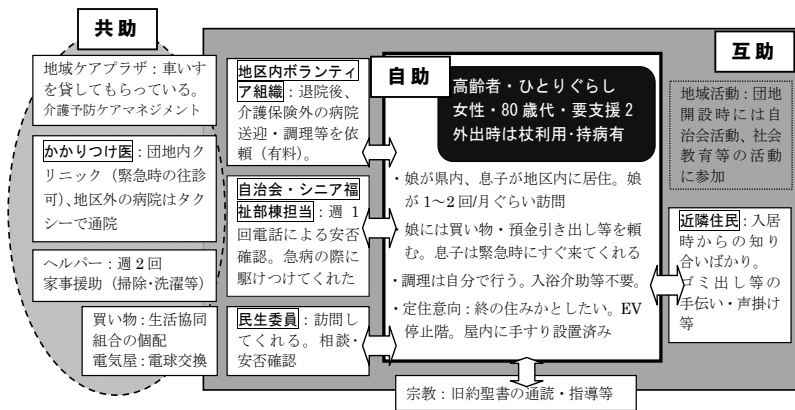 共助
地域ケアプラザ：車いす
を貸してもらっている。
介護予防ケアマネジメント
かかりつけ医：団地内ク
リニック（緊急時の往診
可）、地区外の病院はタク
シーで通院
ヘルパー：週２回
家事援助（掃除・洗濯等）
買い物：生活協同
組合の個配
電気屋：電球交換
地区内ボランティ
ア組織：退院後、
介護保険外の病院
送迎・調理等を依
頼（有料）。
自治会・シニア福
祉部棟担当：週 1
回電話による安否
確認。急病の際に
駆けつけてくれた
民生委員：訪問し
てくれる。相談・
安否確認
自助
高齢者・ひとりぐらし
女性・80 歳代・要支援 2
外出時は杖利用・持病有
・娘が県内、息子が地区内に居住。娘
が 1～2 回/月ぐらい訪問
・娘には買い物・預金引き出し等を頼
む。息子は緊急時にすぐ来てくれる
・調理は自分で行う。入浴介助等不要。
・定住意向：終の住みかとしたい。EV
停止階。屋内に手すり設置済み
互助
地域活動：団地
開設時には自
治会活動、社会
教育等の活動
に参加
近隣住民：入居
時からの知り
合いばかり。
ゴミ出し等の
手伝い・声掛け
等
宗教：旧約聖書の通読・指導等